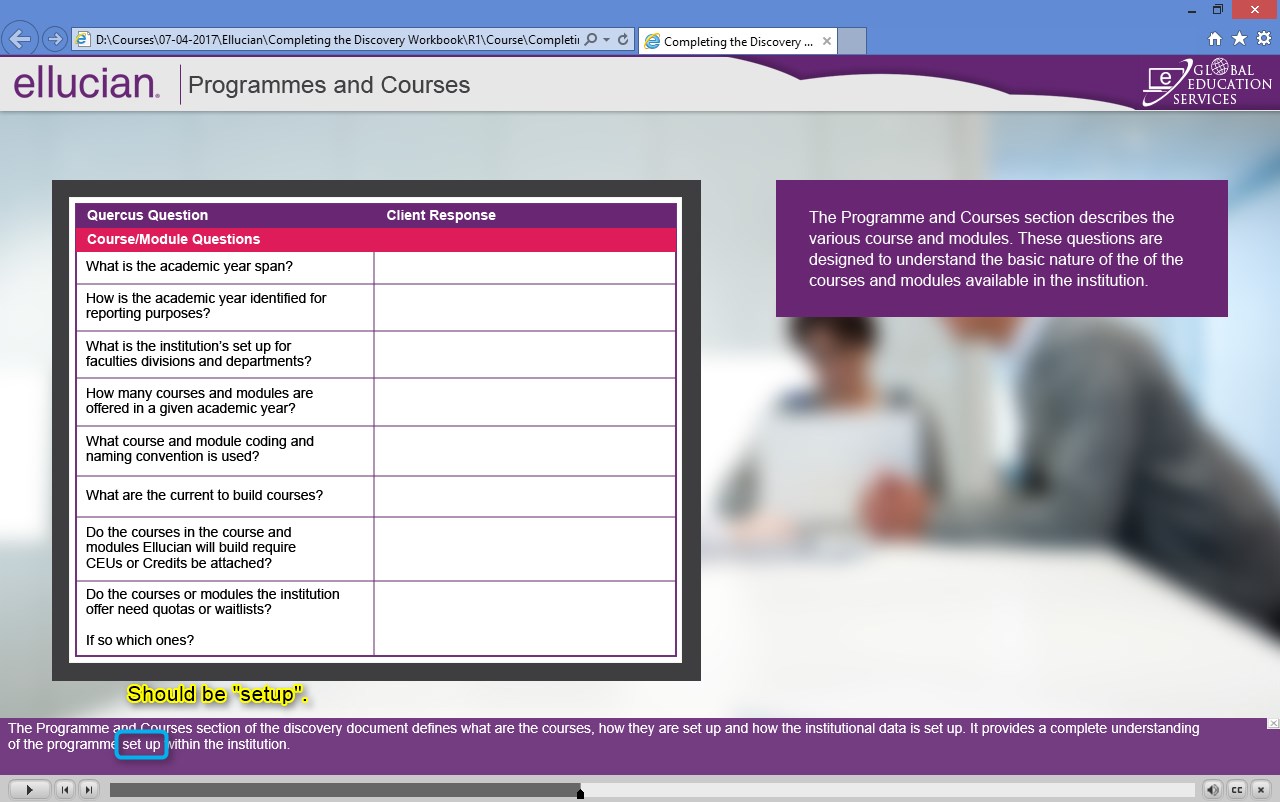 D:\Courses\07-04-2017\Ellucian\Completing the Discovery Workbook\R1\Course\Completin
Completing the Discovery ...
ellucian.
Programmes and Courses
GLOBAL
EDUCATION
SERVICES
Quercus Question Client Response
Course/Module Questions
What is the academic year span?
How is the academic year identified for
reporting purposes?
What is the institution's set up for
faculties divisions and departments?
How many courses and modules are
offered in a given academic year?
What course and module coding and
naming convention is used?
What are the current to build courses?
Do the courses in the course and
modules Ellucian will build require
CEUs or Credits be attached?
Do the courses or modules the institution
offer need quotas or waitlists?
If so which ones?
The Programme and Courses section describes the
various course and modules. These questions are
designed to understand the basic nature of the of the
courses and modules available in the institution.
Should be "setup".
The Programme and Courses section of the discovery document defines what are the courses, how they are set up and how the institutional data is set up. It provides a complete understanding
of the programme set up within the institution.
CC